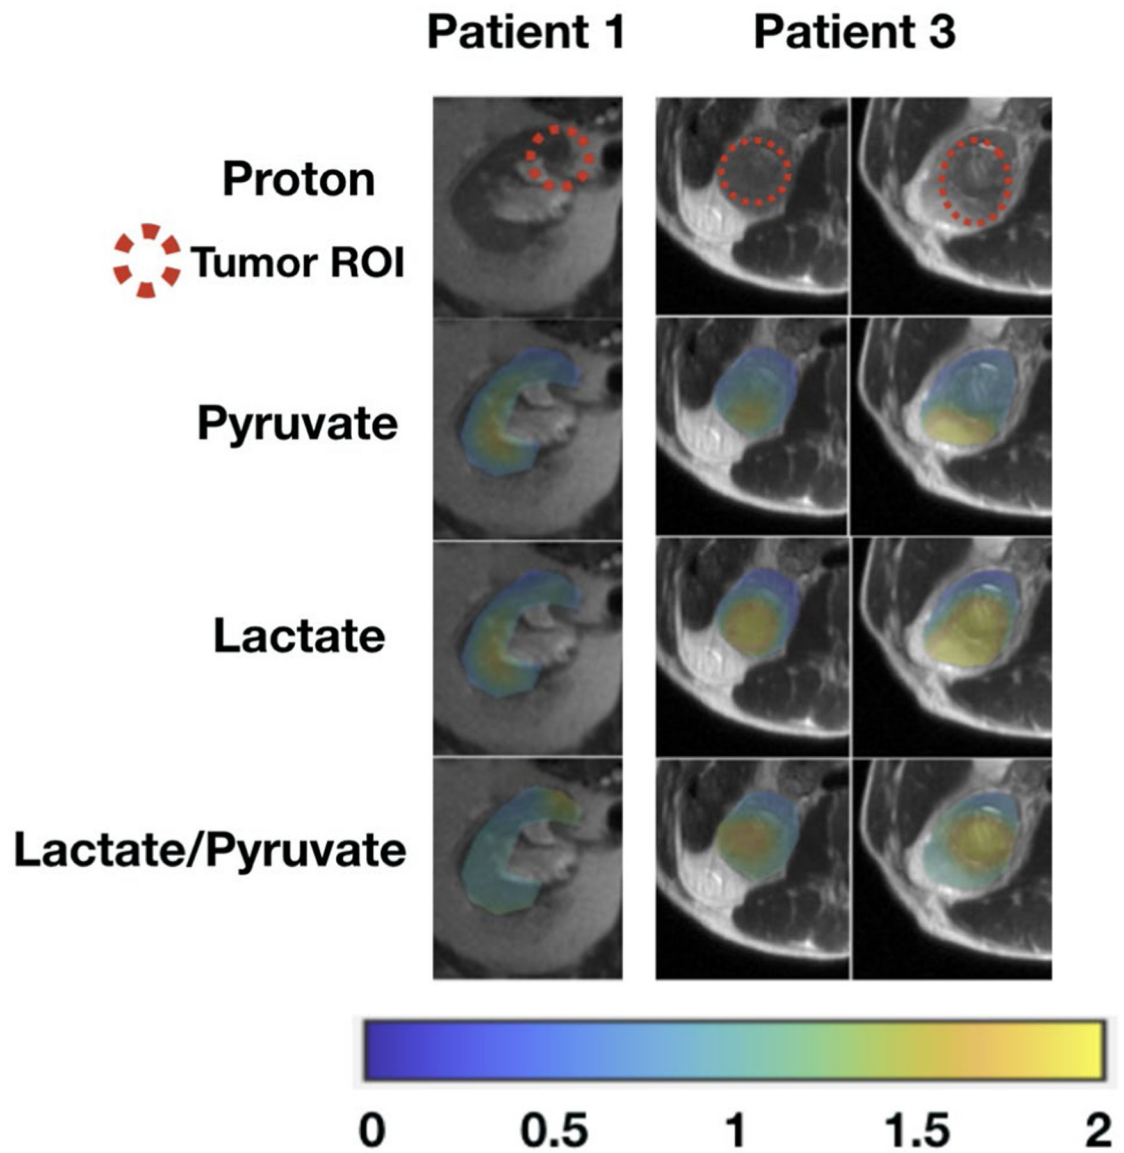 Patient 1
Patient 3
Proton
Tumor ROI
Pyruvate
Lactate
Lactate/Pyruvate
0 0.5 1 1.5 2